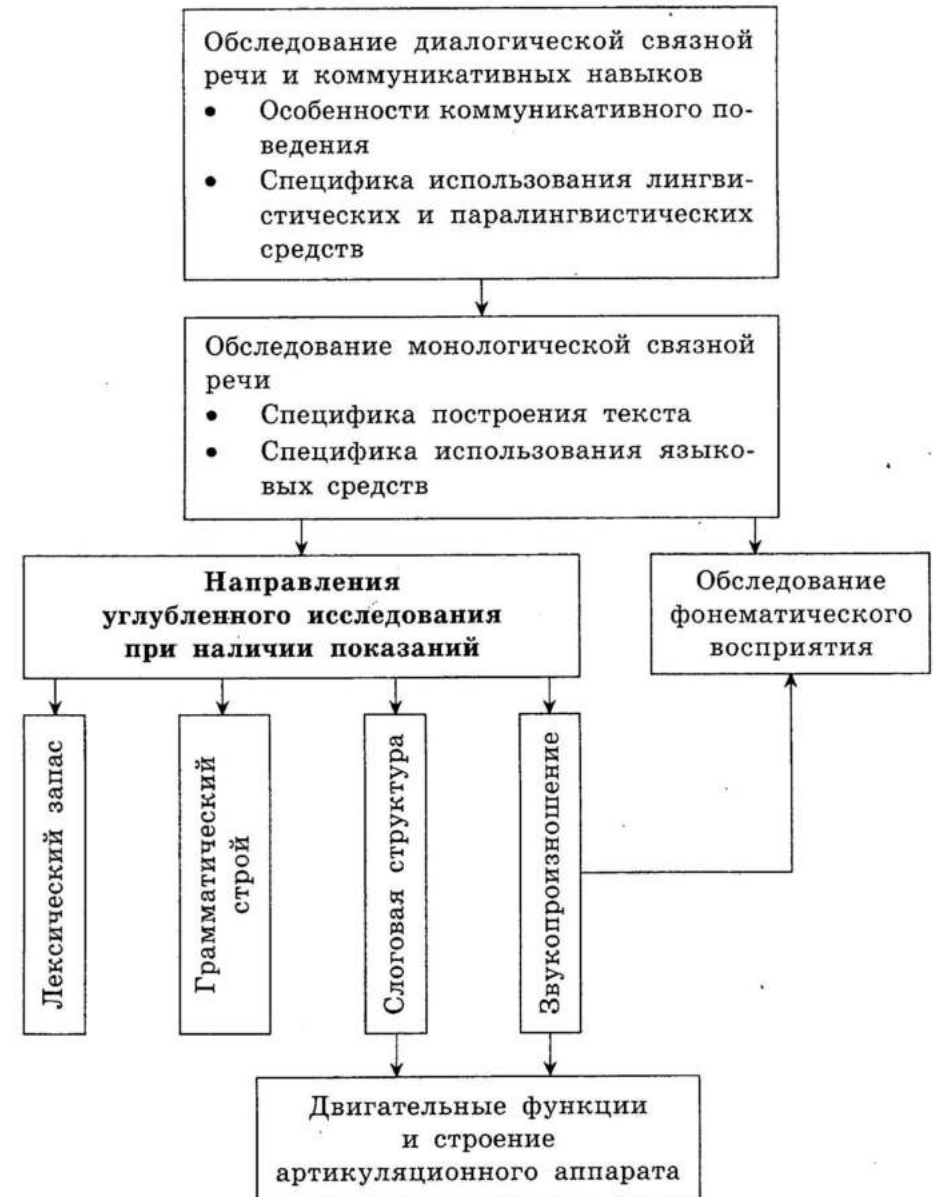 Обследование диалогической связной
речи и коммуникативных навыков
• Особенности коммуникативного по-
ведения
• Специфика использования лингви-
стических и паралингвистических
средств
Обследование монологической связной
речи
• Специфика построения текста
• Специфика использования языко-
вых средств
Направления
углубленного исследования
при наличии показаний
Обследование
фонематического
восприятия
Лексический запас
Грамматический
строй
Слоговая структура
Звукопроизношение
Двигательные функции
и строение
артикуляционного аппарата